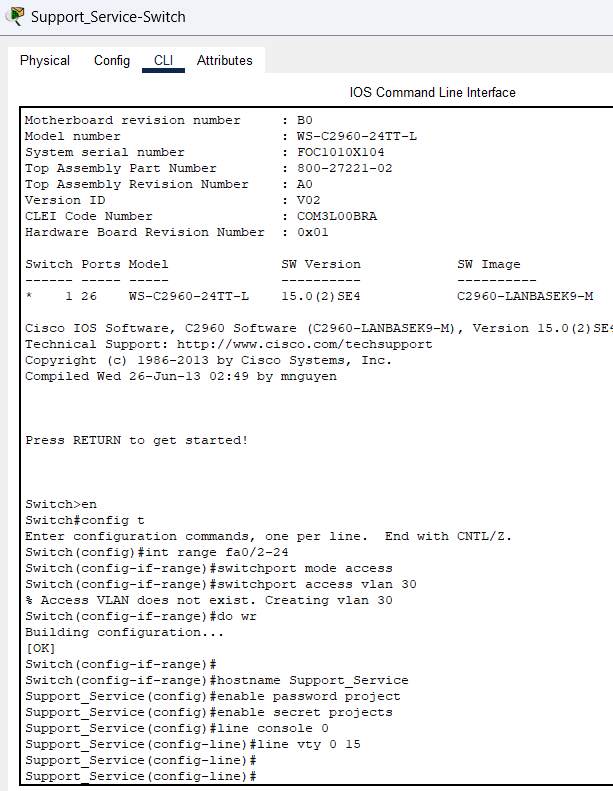 Support_Service-Switch
Physical Config CLI Attributes
IOS Command Line Interface
Motherboard revision number : B0
Model number : WS-C2960-24TT-L
System serial number : FOC1010X104
Top Assembly Part Number : 800-27221-02
Top Assembly Revision Number : A0
Version ID : V02
CLEI Code Number : COM3L00BRA
Hardware Board Revision Number : 0x01
Switch Ports Model SW Version SW Image
------ ----- ----- ---------- ----------
* 1 26 WS-C2960-24TT-L 15.0(2)SE4 C2960-LANBASEK9-M
Cisco IOS Software, C2960 Software (C2960-LANBASEK9-M), Version 15.0(2)SE4
Technical Support: http://www.cisco.com/techsupport
Copyright (c) 1986-2013 by Cisco Systems, Inc.
Compiled Wed 26-Jun-13 02:49 by mnguyen
Press RETURN to get started!
Switch>en
Switch#config t
Enter configuration commands, one per line. End with CNTL/Z.
Switch(config)#int range fa0/2-24
Switch(config-if-range)#switchport mode access
Switch(config-if-range)#switchport access vlan 30
% Access VLAN does not exist. Creating vlan 30
Switch(config-if-range)#do wr
Building configuration...
[OK]
Switch(config-if-range)#
Switch(config-if-range)#hostname Support_Service
Support_Service(config)#enable password project
Support_Service(config)#enable secret projects
Support_Service(config)#line console 0
Support_Service(config-line)#line vty 0 15
Support_Service(config-line)#
Support_Service(config-line)#